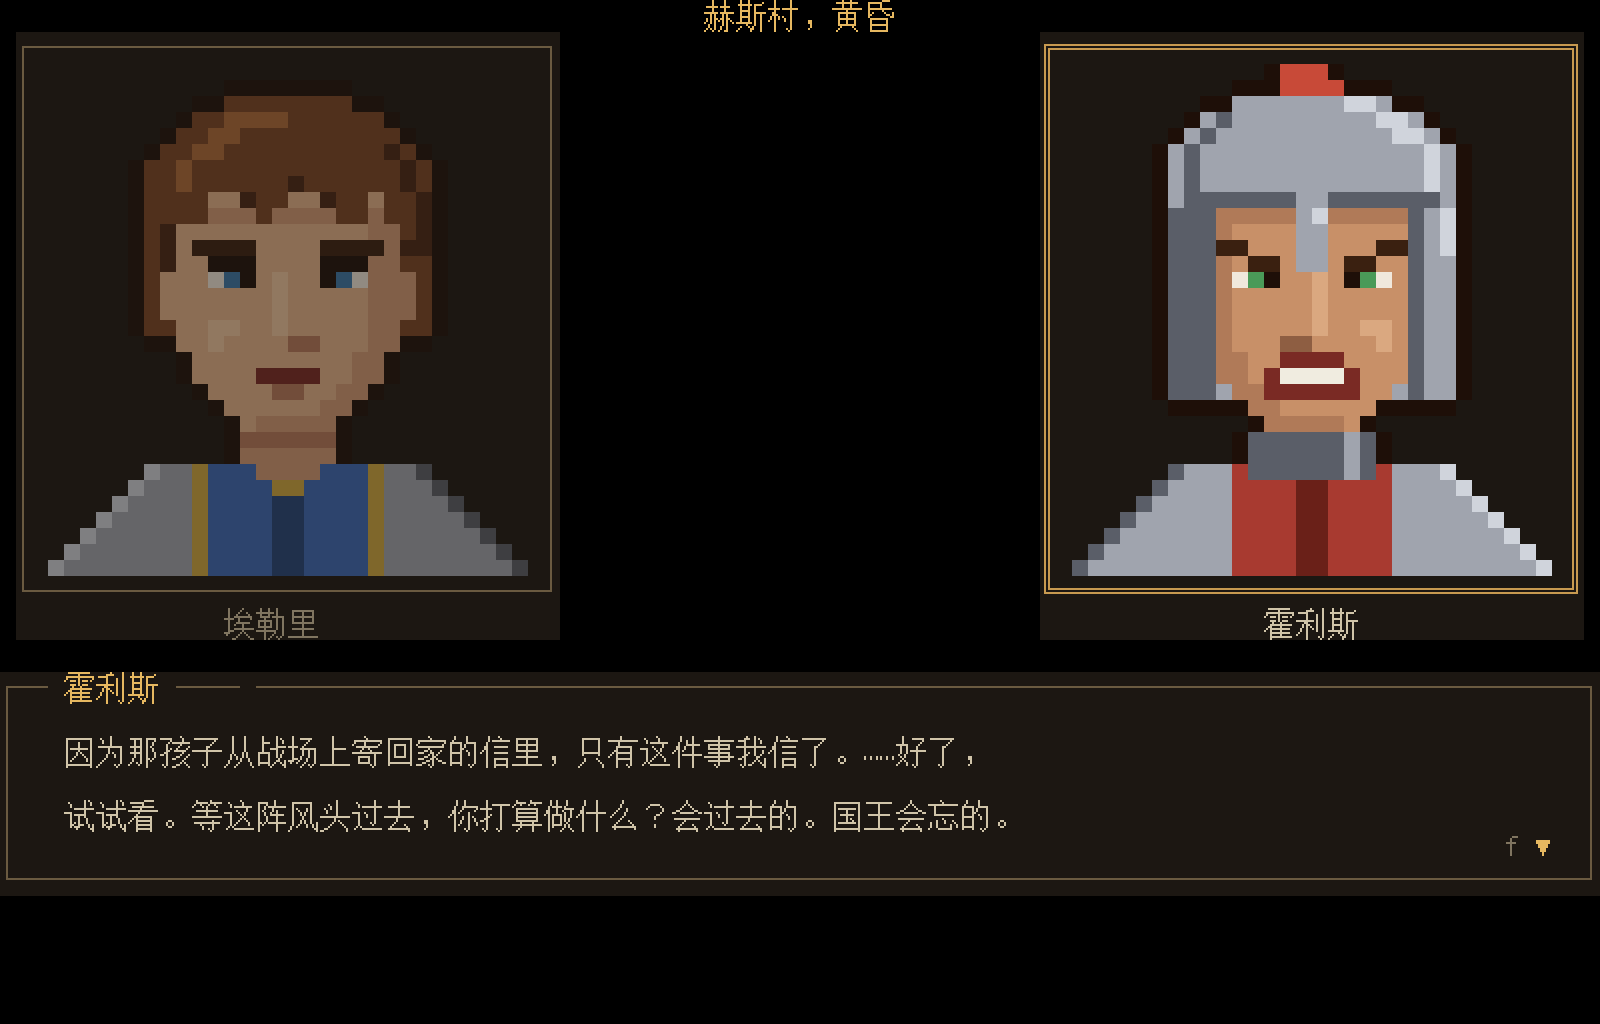 赫斯村，黄昏
埃勒里
霍利斯
霍利斯
因为那孩子从战场上寄回家的信里，只有这件事我信了。……好了，
试试看。等这阵风头过去，你打算做什么？会过去的。国王会忘的。
f ▼